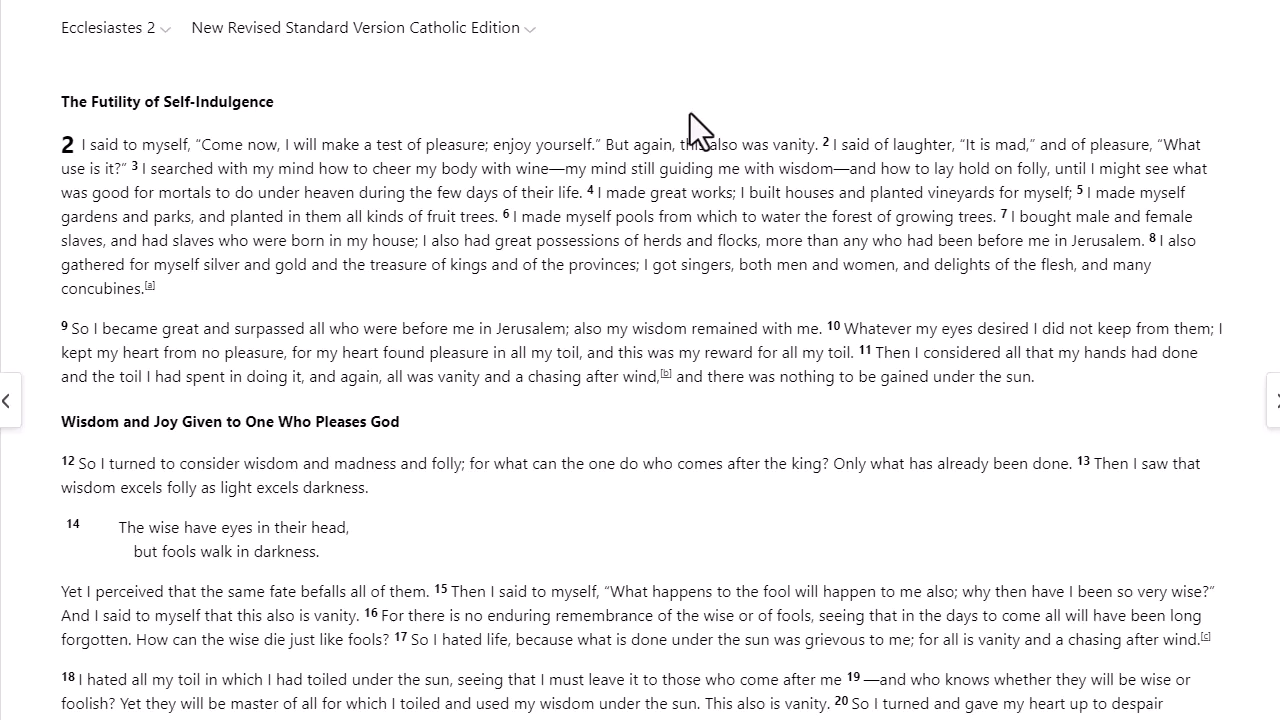 Ecclesiastes 2 New Revised Standard Version Catholic Edition
The Futility of Self-Indulgence
2 I said to myself, “Come now, I will make a test of pleasure; enjoy yourself.” But again, also was vanity. 2 I said of laughter, “It is mad,” and of pleasure, “What
use is it?” 3 I searched with my mind how to cheer my body with wine—my mind still guiding me with wisdom—and how to lay hold on folly, until I might see what
was good for mortals to do under heaven during the few days of their life. 4 I made great works; I built houses and planted vineyards for myself; 5 I made myself
gardens and parks, and planted in them all kinds of fruit trees. 6 I made myself pools from which to water the forest of growing trees. 7 I bought male and female
slaves, and had slaves who were born in my house; I also had great possessions of herds and flocks, more than any who had been before me in Jerusalem. 8 I also
gathered for myself silver and gold and the treasure of kings and of the provinces; I got singers, both men and women, and delights of the flesh, and many
concubines.[a]
9 So I became great and surpassed all who were before me in Jerusalem; also my wisdom remained with me. 10 Whatever my eyes desired I did not keep from them; I
kept my heart from no pleasure, for my heart found pleasure in all my toil, and this was my reward for all my toil. 11 Then I considered all that my hands had done
and the toil I had spent in doing it, and again, all was vanity and a chasing after wind,[b] and there was nothing to be gained under the sun.
Wisdom and Joy Given to One Who Pleases God
12 So I turned to consider wisdom and madness and folly; for what can the one do who comes after the king? Only what has already been done. 13 Then I saw that
wisdom excels folly as light excels darkness.
14 The wise have eyes in their head,
but fools walk in darkness.
Yet I perceived that the same fate befalls all of them. 15 Then I said to myself, “What happens to the fool will happen to me also; why then have I been so very wise?”
And I said to myself that this also is vanity. 16 For there is no enduring remembrance of the wise or of fools, seeing that in the days to come all will have been long
forgotten. How can the wise die just like fools? 17 So I hated life, because what is done under the sun was grievous to me; for all is vanity and a chasing after wind.[c]
18 I hated all my toil in which I had toiled under the sun, seeing that I must leave it to those who come after me 19 —and who knows whether they will be wise or
foolish? Yet they will be master of all for which I toiled and used my wisdom under the sun. This also is vanity. 20 So I turned and gave my heart up to despair